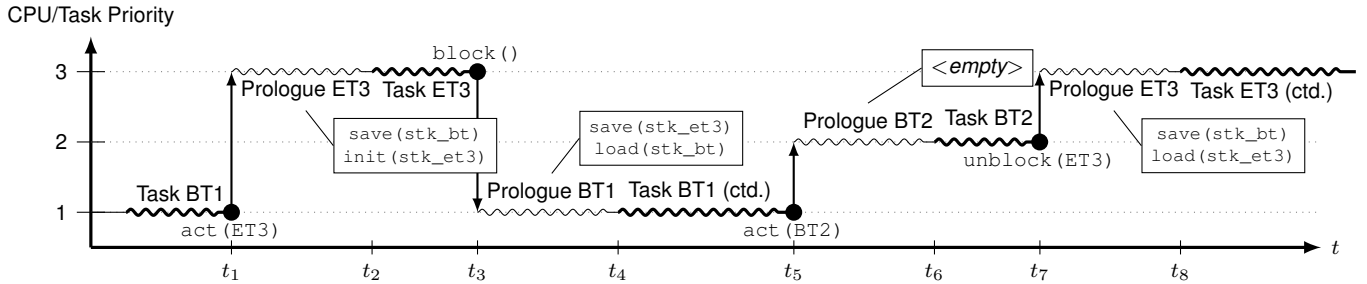 CPU/Task Priority
block()
<empty>
3
Prologue ET3
Task ET3
Prologue ET3
Task ET3 (ctd.)
save(stk_bt)
init(stk_et3)
save(stk_et3)
load(stk_bt)
Prologue BT2
Task BT2
save(stk_bt)
load(stk_et3)
2
unblock(ET3)
Task BT1
Prologue BT1
Task BT1 (ctd.)
1
act(ET3)
act(BT2)
t
t1
t2
t3
t4
t5
t6
t7
t8